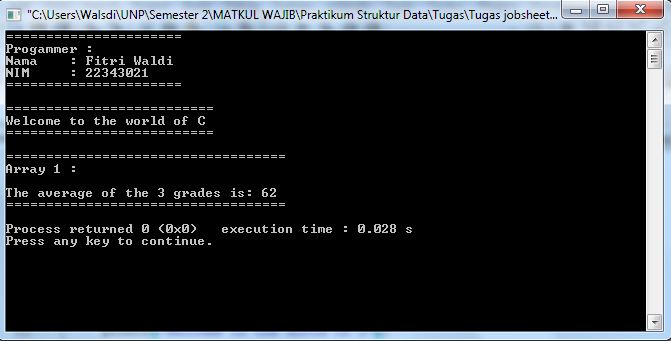 "C:\Users\Walsdi\UNP\Semester 2\MATKUL WAJIB\Praktikum Struktur Data\Tugas\Tugas jobsheet...
======================
Progammer :
Nama    : Fitri Waldi
NIM     : 22343021
======================
==========================
Welcome to the world of C
==========================
===================================
Array 1 :
The average of the 3 grades is: 62
===================================
Process returned 0 (0x0)   execution time : 0.028 s
Press any key to continue.